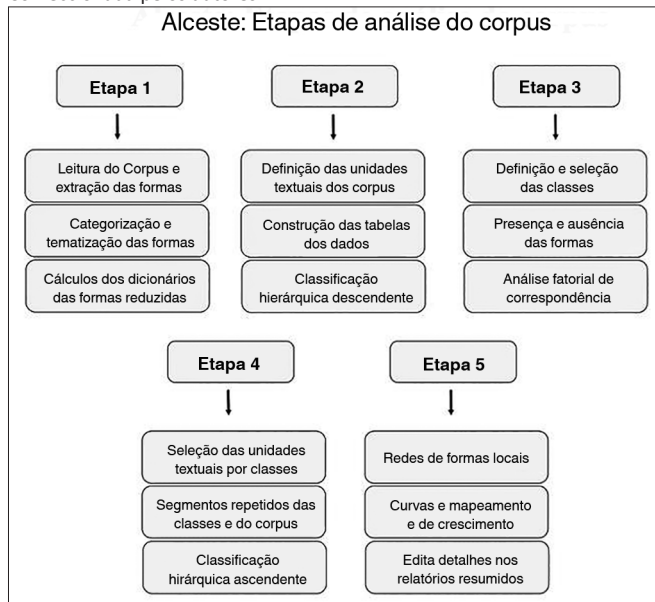 Alceste: Etapas de análise do corpus
Etapa 1
Leitura do Corpus e
extração das formas
Categorização e
tematização das formas
Cálculos dos dicionários
das formas reduzidas
Etapa 2
Definição das unidades
textuais dos corpus
Construção das tabelas
dos dados
Classificação
hierárquica descendente
Etapa 3
Definição e seleção
das classes
Presença e ausência
das formas
Análise fatorial de
correspondência
Etapa 4
Seleção das unidades
textuais por classes
Segmentos repetidos das
classes e do corpus
Classificação
hirárquica ascendente
Etapa 5
Redes de formas locais
Curvas e mapeamento
e de crescimento
Edita detalhes nos
relatórios resumidos